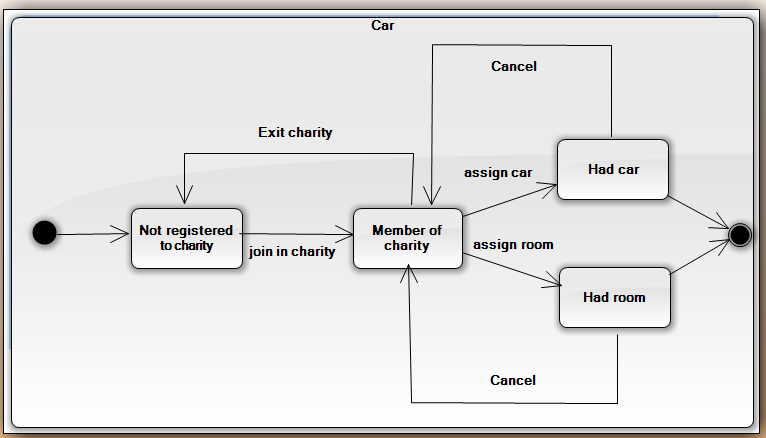 Car
Cancel
Exit charity
assign car
Had car
Not registered
to charity
join in charity
Member of
charity
assign room
Had room
Cancel